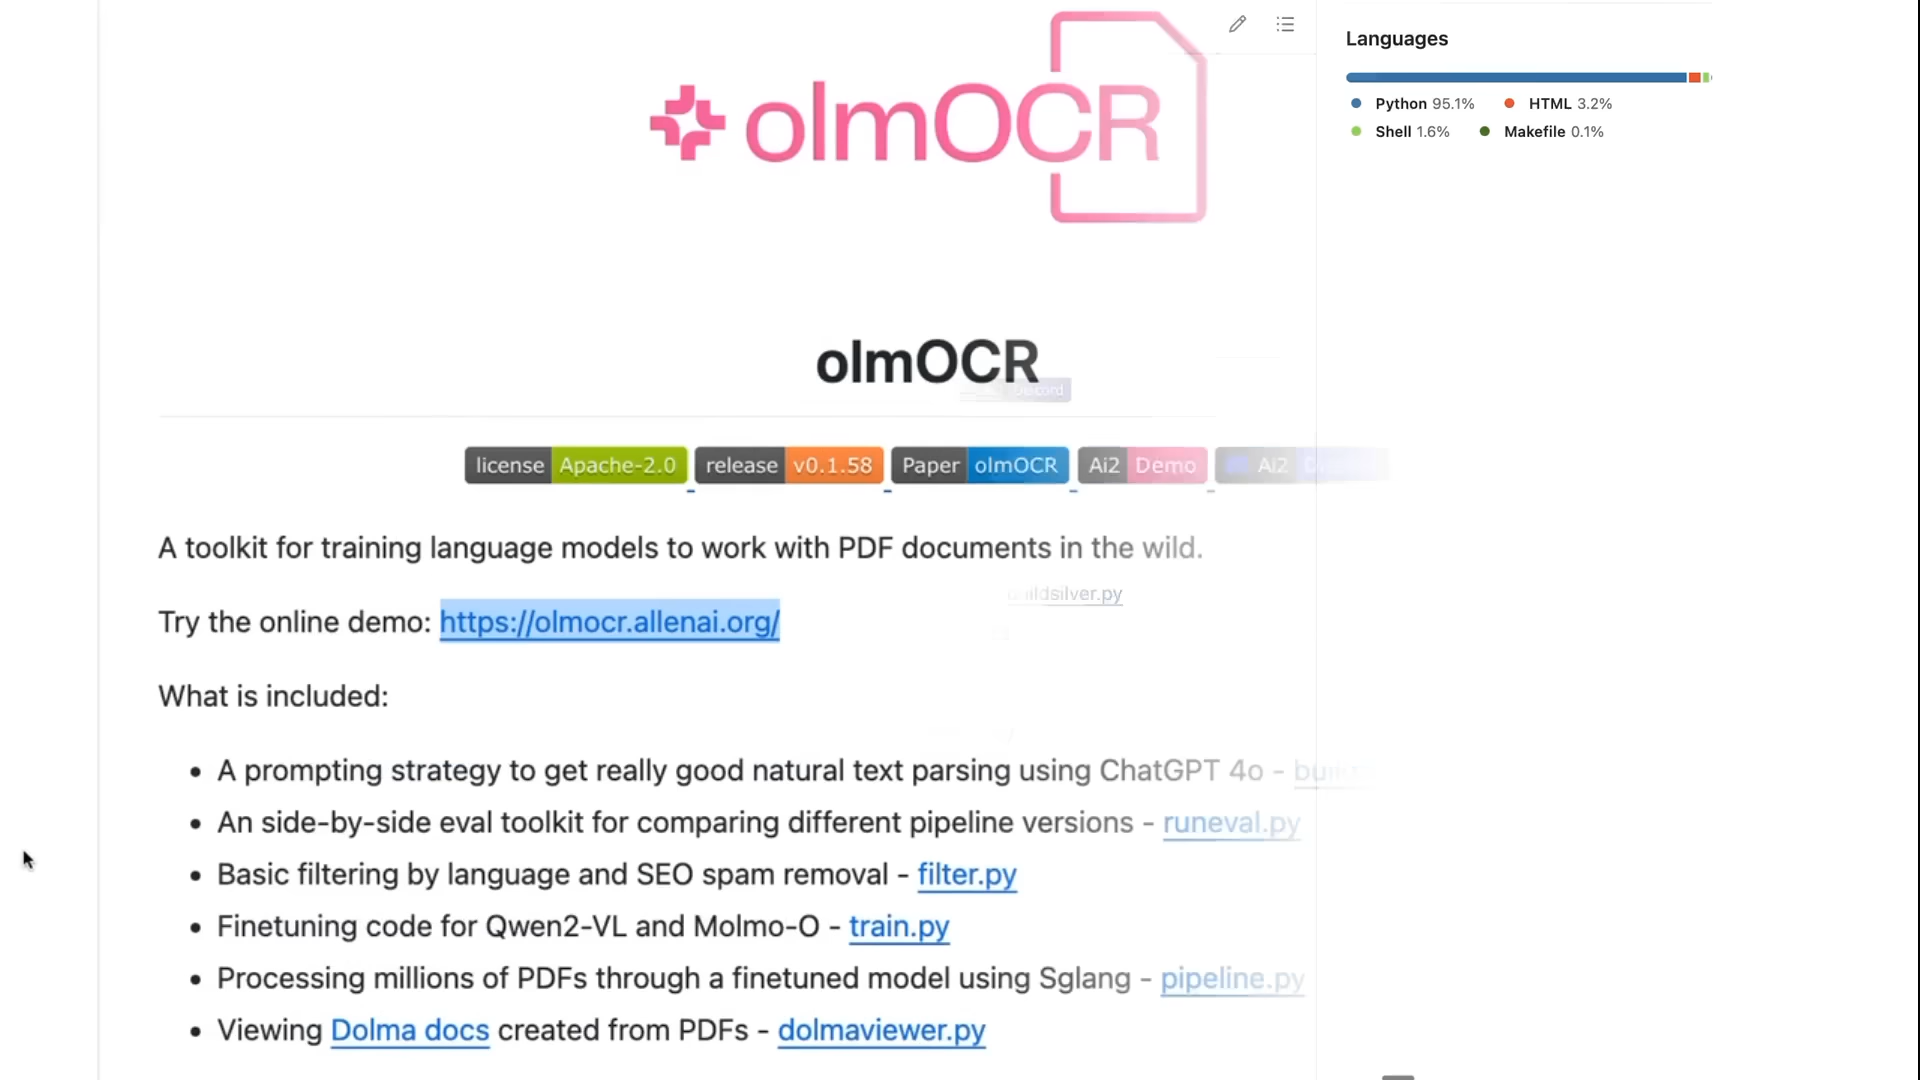 olmOCR
olmOCR
license Apache-2.0 release v0.1.58 Paper olmOCR Ai2 Demo Ai2
A toolkit for training language models to work with PDF documents in the wild.
Try the online demo: https://olmocr.allenai.org/
What is included:
• A prompting strategy to get really good natural text parsing using ChatGPT 4o -
• An side-by-side eval toolkit for comparing different pipeline versions - runeval.py
• Basic filtering by language and SEO spam removal - filter.py
• Finetuning code for Qwen2-VL and Molmo-O - train.py
• Processing millions of PDFs through a finetuned model using Sglang - pipeline.py
• Viewing Dolma docs created from PDFs - dolmaviewer.py
Languages
Python 95.1% HTML 3.2%
Shell 1.6% Makefile 0.1%